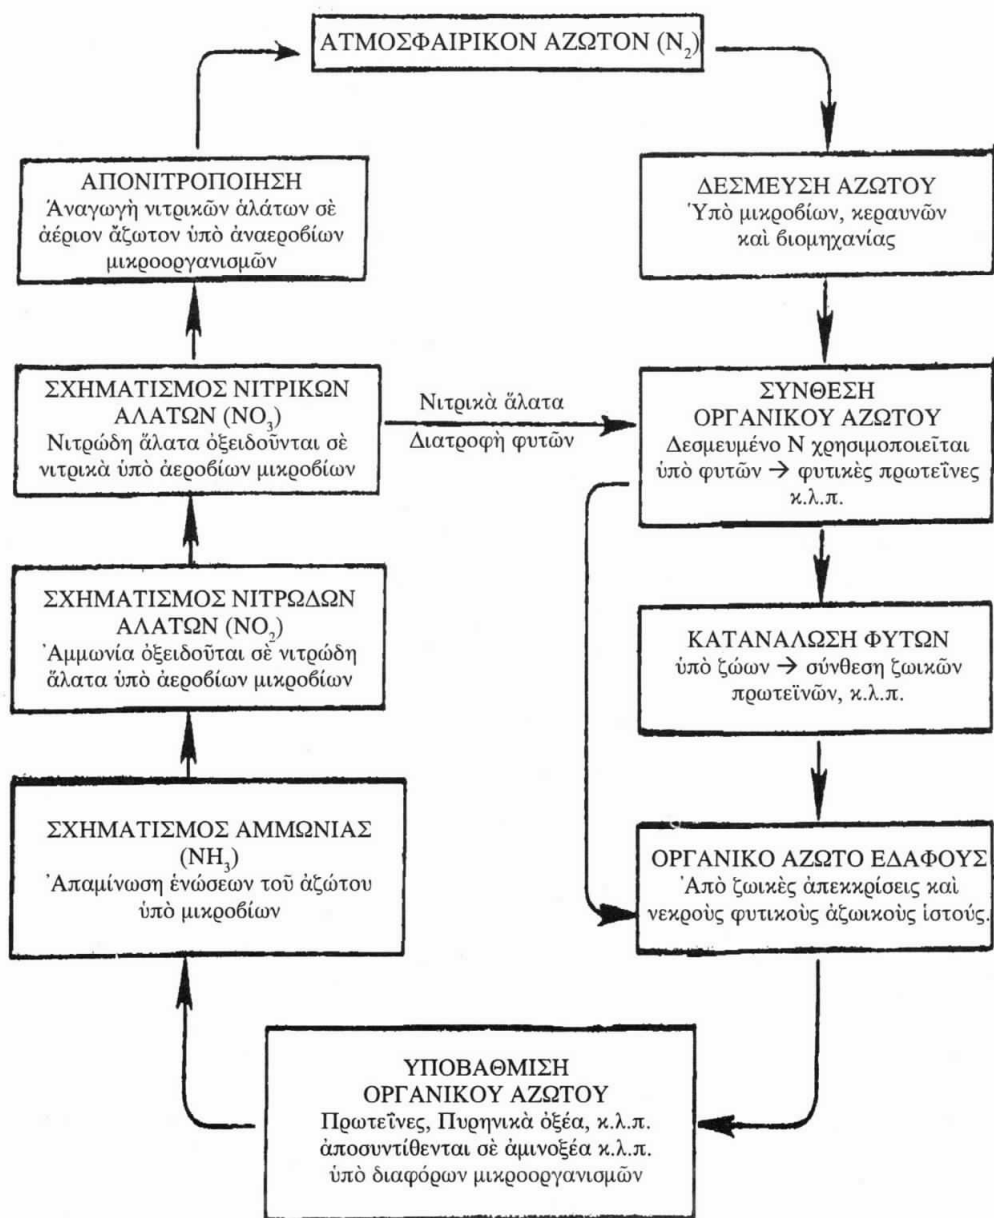 ΑΤΜΟΣΦΑΙΡΙΚΟΝ ΑΖΩΤΟΝ (N₂)
ΑΠΟΝΙΤΡΟΠΟΙΗΣΗ
Ἀναγωγὴ νιτρικῶν ἁλάτων σὲ
ἀέριον ἄζωτον ὑπὸ ἀναεροβίων
μικροοργανισμῶν
ΔΕΣΜΕΥΣΗ ΑΖΩΤΟΥ
Ὑπὸ μικροβίων, κεραυνῶν
καὶ βιομηχανίας
ΣΧΗΜΑΤΙΣΜΟΣ ΝΙΤΡΙΚΩΝ
ΑΛΑΤΩΝ (NO₃)
Νιτρώδη ἅλατα ὀξειδοῦνται σὲ
νιτρικὰ ὑπὸ ἀεροβίων μικροβίων
Νιτρικὰ ἅλατα
Διατροφὴ φυτῶν
ΣΥΝΘΕΣΗ
ΟΡΓΑΝΙΚΟΥ ΑΖΩΤΟΥ
Δεσμευμένο Ν χρησιμοποιεῖται
ὑπὸ φυτῶν → φυτικὲς πρωτεῖνες
κ.λ.π.
ΣΧΗΜΑΤΙΣΜΟΣ ΝΙΤΡΩΔΩΝ
ΑΛΑΤΩΝ (NO₂)
Ἀμμωνία ὀξειδοῦται σὲ νιτρώδη
ἅλατα ὑπὸ ἀεροβίων μικροβίων
ΚΑΤΑΝΑΛΩΣΗ ΦΥΤΩΝ
ὑπὸ ζώων → σύνθεση ζωικῶν
πρωτεϊνῶν, κ.λ.π.
ΣΧΗΜΑΤΙΣΜΟΣ ΑΜΜΩΝΙΑΣ
(NH₃)
Ἀπαμίνωση ἑνώσεων τοῦ ἀζώτου
ὑπὸ μικροβίων
ΟΡΓΑΝΙΚΟ ΑΖΩΤΟ ΕΔΑΦΟΥΣ
Ἀπὸ ζωικὲς ἀπεκκρίσεις καὶ
νεκροὺς φυτικοὺς ἀζωικοὺς ἱστούς.
ΥΠΟΒΑΘΜΙΣΗ
ΟΡΓΑΝΙΚΟΥ ΑΖΩΤΟΥ
Πρωτεῖνες, Πυρηνικὰ ὀξέα, κ.λ.π.
ἀποσυντίθενται σὲ ἀμινοξέα κ.λ.π.
ὑπὸ διαφόρων μικροοργανισμῶν